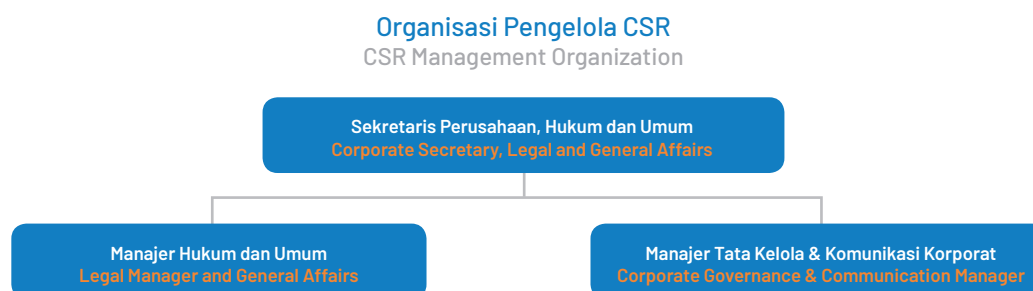 Organisasi Pengelola CSR
CSR Management Organization
Sekretaris Perusahaan, Hukum dan Umum
Corporate Secretary, Legal and General Affairs
Manajer Hukum dan Umum
Legal Manager and General Affairs
Manajer Tata Kelola & Komunikasi Korporat
Corporate Governance & Communication Manager